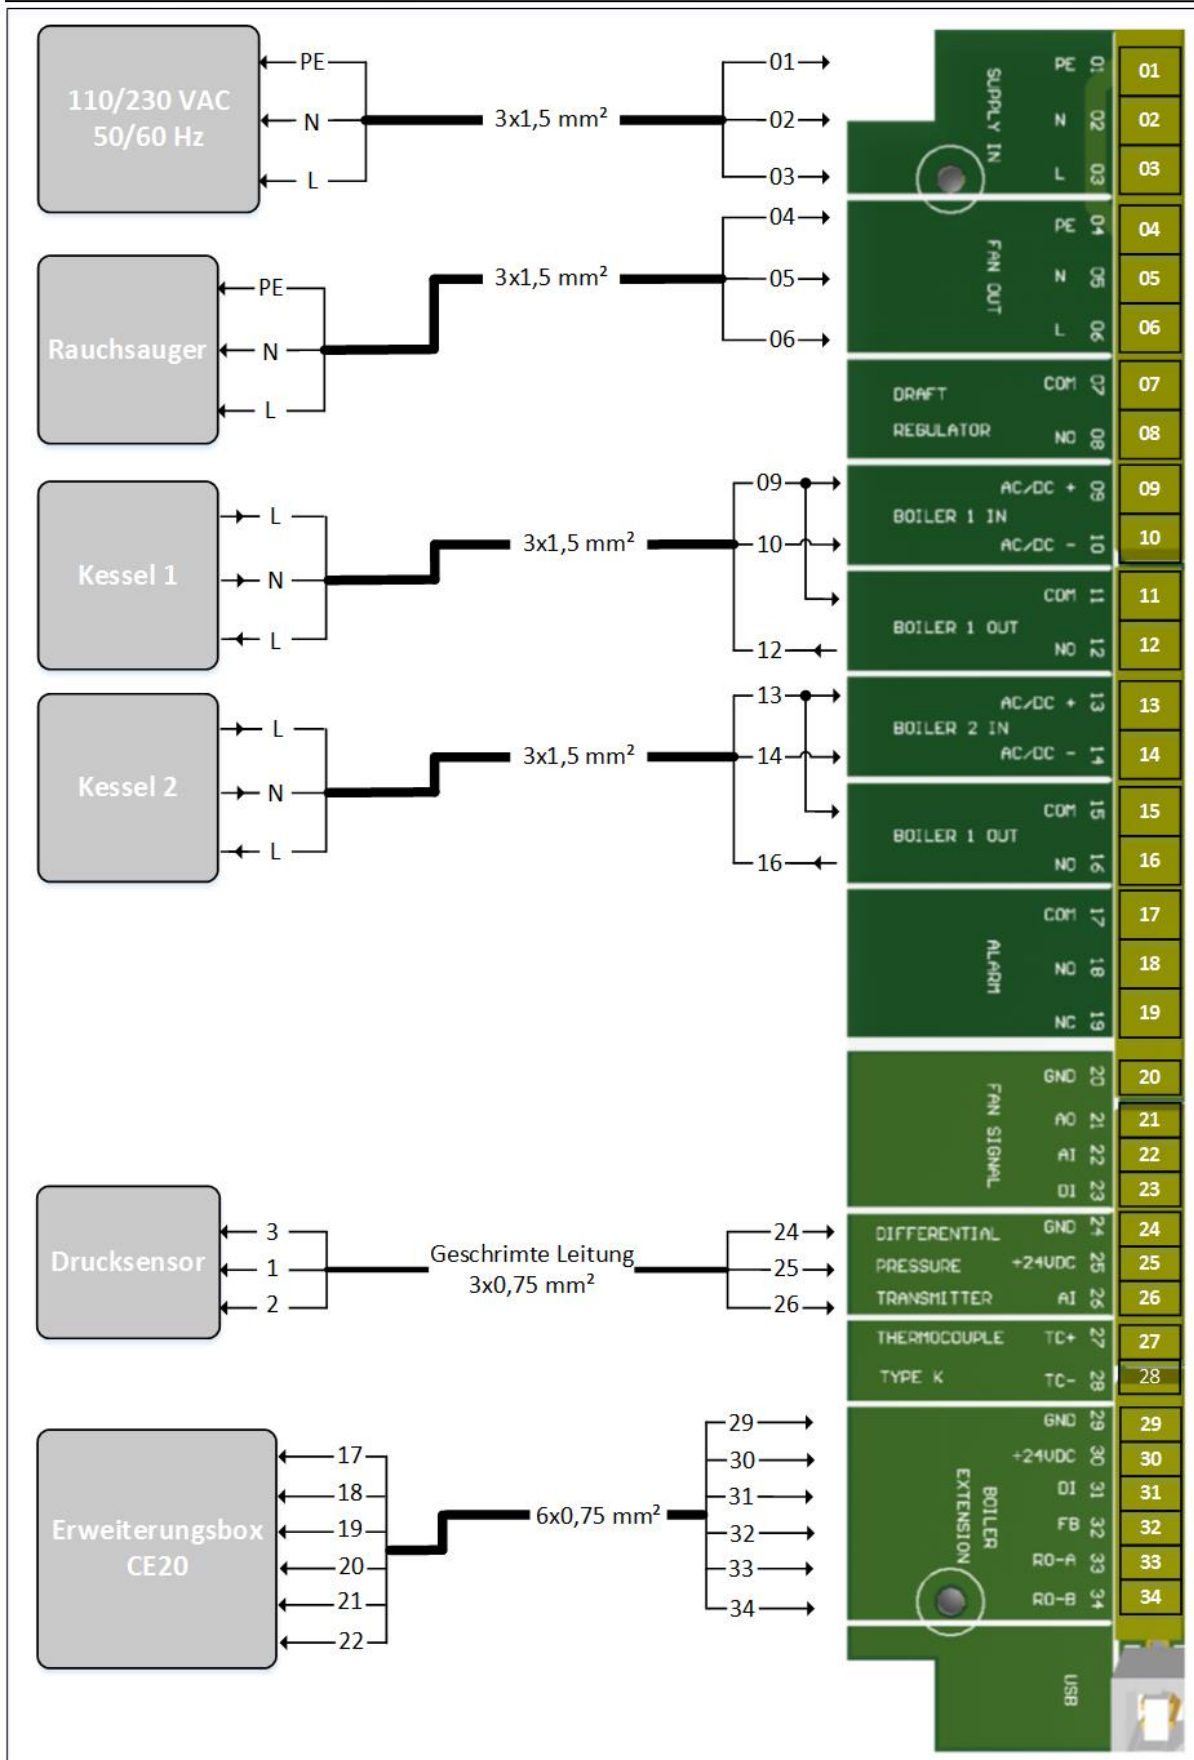 110/230 VAC
50/60 Hz
PE
N
L
3x1,5 mm²
01
02
03
SUPPLY IN
PE 01
N 02
L 03
01
02
03
Rauchsauger
PE
N
L
3x1,5 mm²
04
05
06
FAN OUT
PE 04
N 05
L 06
04
05
06
DRAFT
REGULATOR
COM 07
NO 08
07
08
Kessel 1
L
N
L
3x1,5 mm²
09
10
12
BOILER 1 IN
AC/DC + 09
AC/DC - 10
09
10
BOILER 1 OUT
COM 11
NO 12
11
12
Kessel 2
L
N
L
3x1,5 mm²
13
14
16
BOILER 2 IN
AC/DC + 13
AC/DC - 14
13
14
BOILER 1 OUT
COM 15
NO 16
15
16
ALARM
COM 17
NO 18
NC 19
17
18
19
FAN SIGNAL
GND 20
AO 21
AI 22
DI 23
20
21
22
23
Drucksensor
3
1
2
Geschrimte Leitung
3x0,75 mm²
24
25
26
DIFFERENTIAL
PRESSURE
TRANSMITTER
GND 24
+24VDC 25
AI 26
24
25
26
THERMOCOUPLE
TYPE K
TC+ 27
TC- 28
27
28
Erweiterungsbox
CE20
17
18
19
20
21
22
6x0,75 mm²
29
30
31
32
33
34
BOILER
EXTENSION
GND 29
+24VDC 30
DI 31
FB 32
RO-A 33
RO-B 34
29
30
31
32
33
34
USB